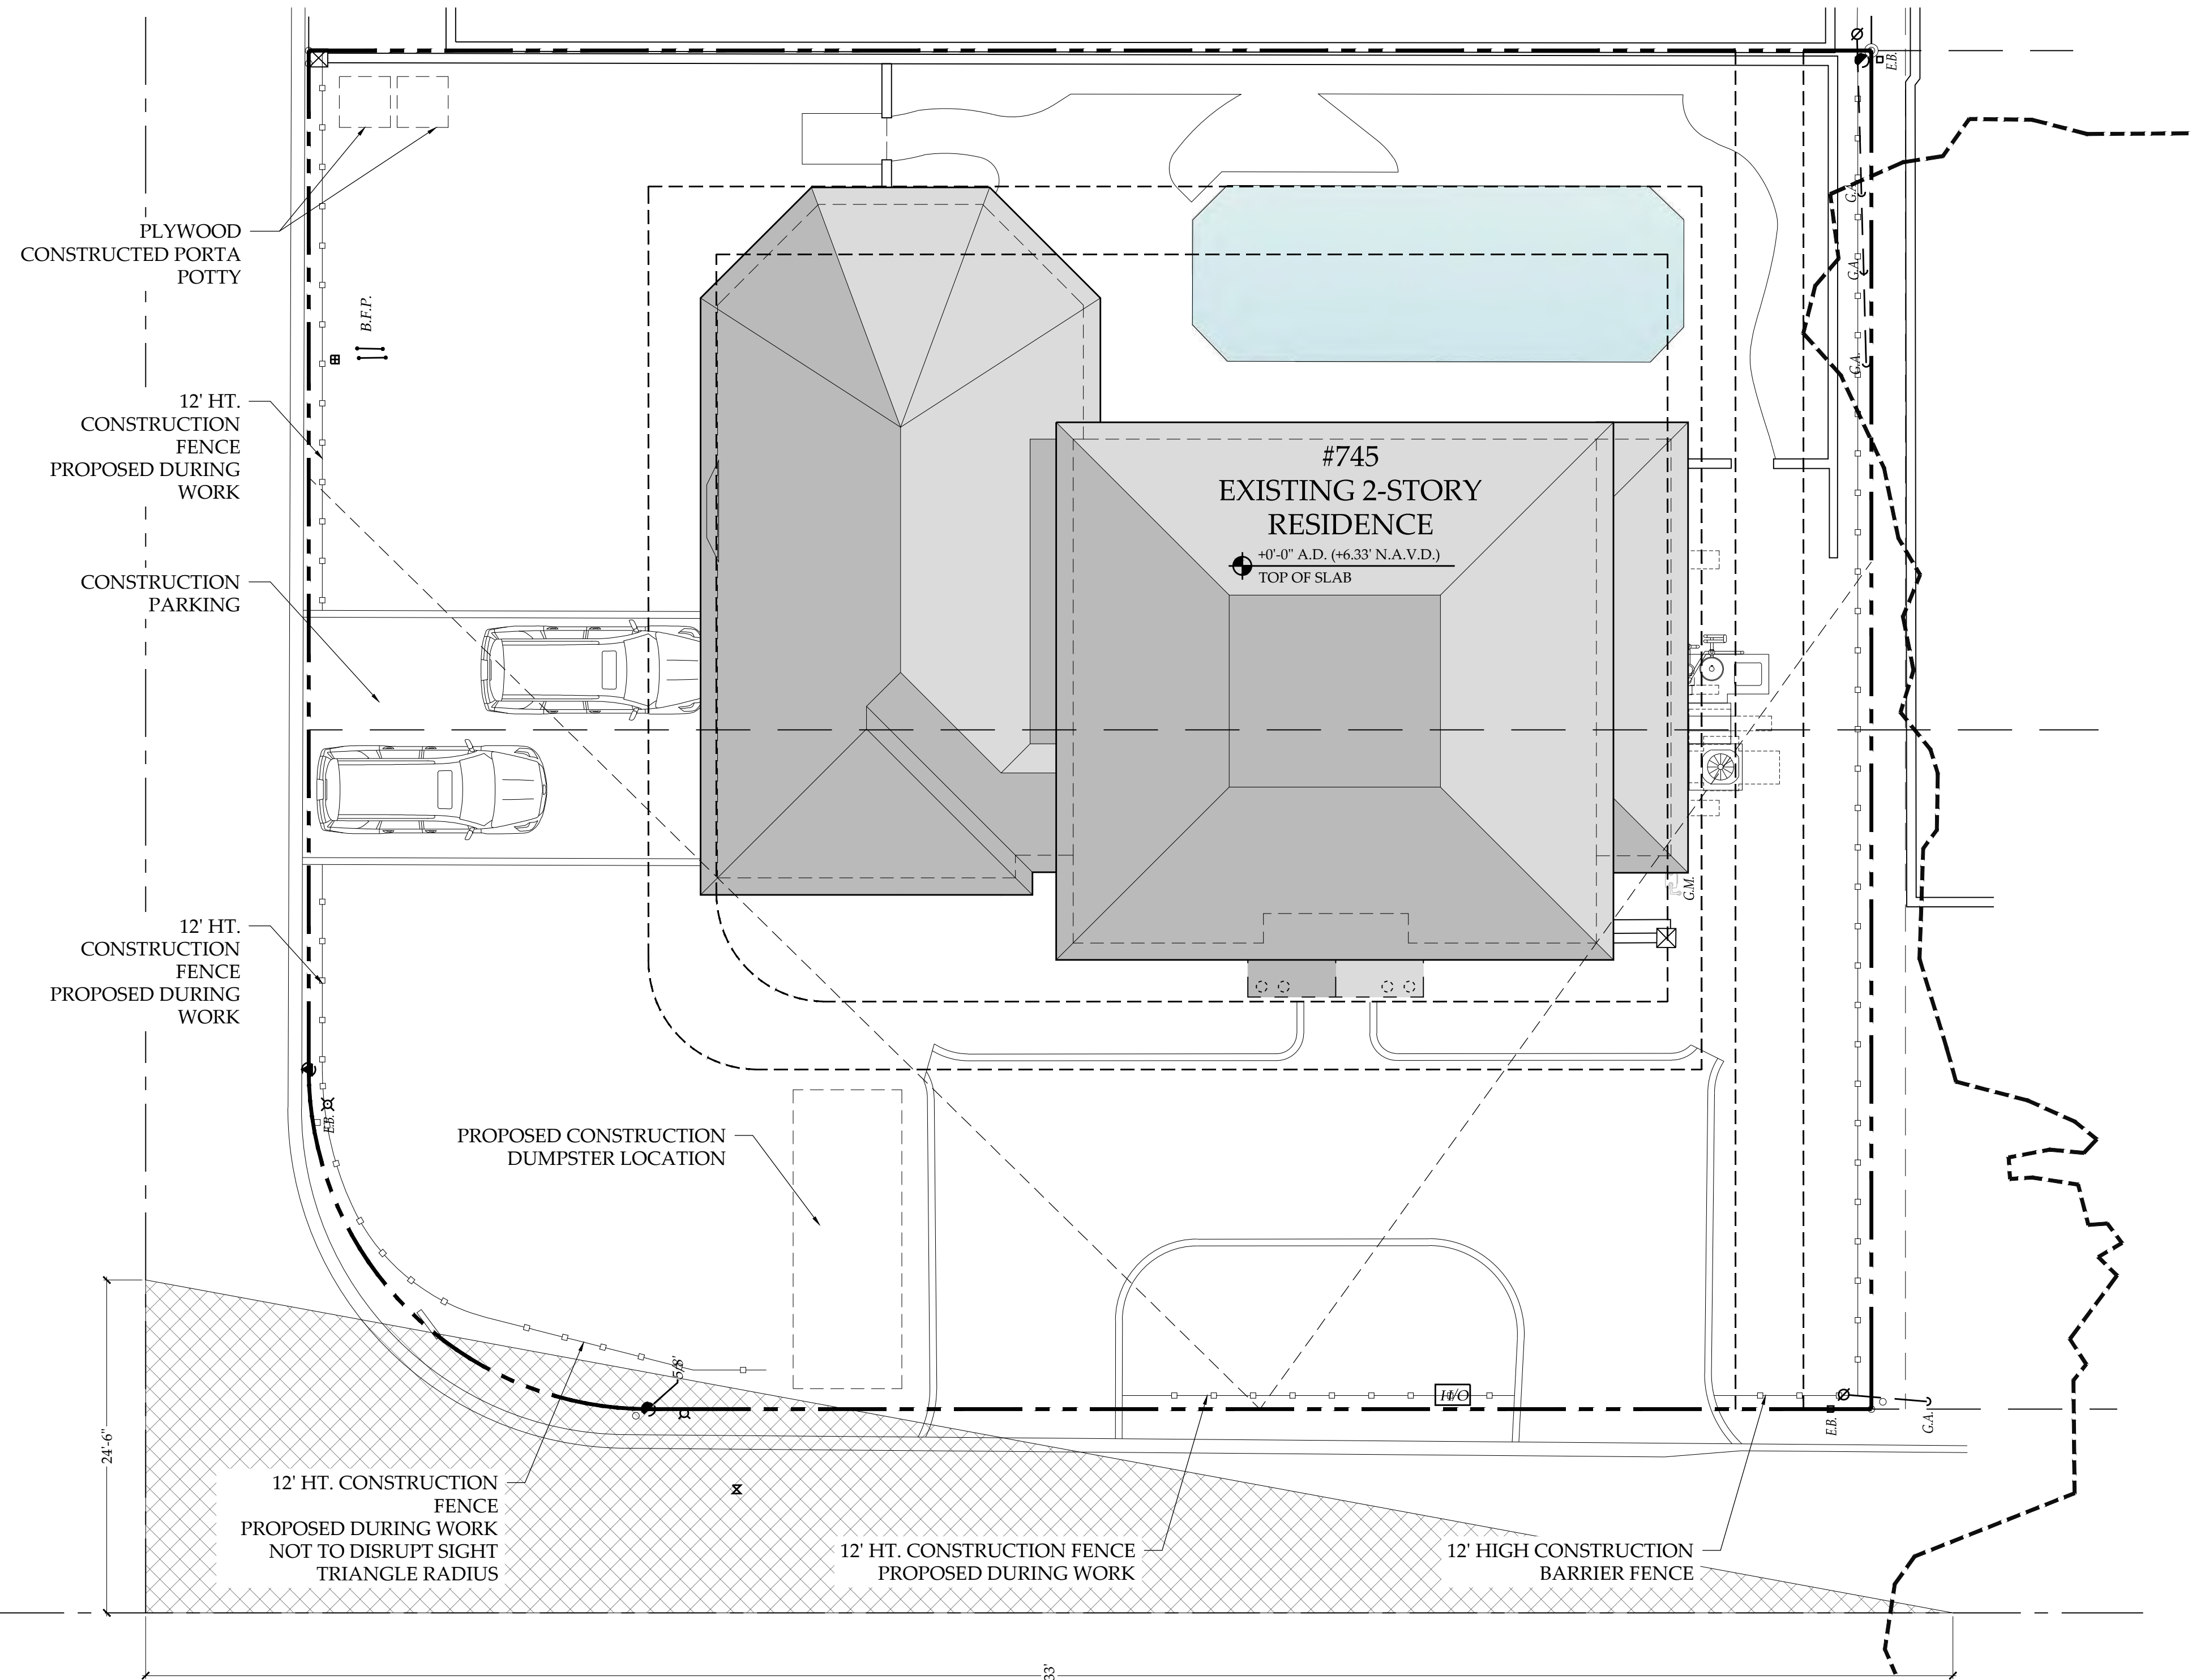 E.B.
G.A.
PLYWOOD
CONSTRUCTED PORTA
POTTY
G.A.
B.F.P.
G.A.
12' HT.
CONSTRUCTION
FENCE
PROPOSED DURING
WORK
#745
EXISTING 2-STORY
RESIDENCE
+0'-0" A.D. (+6.33' N.A.V.D.)
TOP OF SLAB
CONSTRUCTION
PARKING
G.M.
12' HT.
CONSTRUCTION
FENCE
PROPOSED DURING
WORK
E.B.
PROPOSED CONSTRUCTION
DUMPSTER LOCATION
24'-6"
E.B.
G.A.
12' HT. CONSTRUCTION
FENCE
PROPOSED DURING WORK
NOT TO DISRUPT SIGHT
TRIANGLE RADIUS
12' HT. CONSTRUCTION FENCE
PROPOSED DURING WORK
12' HIGH CONSTRUCTION
BARRIER FENCE